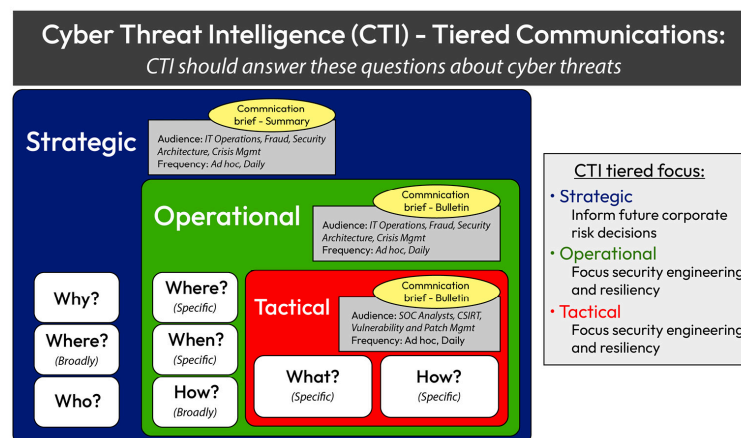 Cyber Threat Intelligence (CTI) - Tiered Communications:
CTI should answer these questions about cyber threats
Strategic
Commnication
brief - Summary
Audience: IT Operations, Fraud, Security
Architecture, Crisis Mgmt
Frequency: Ad hoc, Daily
Why?
Where?
(Broadly)
Who?
Operational
Commnication
brief - Bulletin
Audience: IT Operations, Fraud, Security
Architecture, Crisis Mgmt
Frequency: Ad hoc, Daily
Where?
(Specific)
When?
(Specific)
How?
(Broadly)
Tactical
Commnication
brief - Bulletin
Audience: SOC Analysts, CSIRT,
Vulnerability and Patch Mgmt
Frequency: Ad hoc, Daily
What?
(Specific)
How?
(Specific)
CTI tiered focus:
• Strategic
Inform future corporate
risk decisions
• Operational
Focus security engineering
and resiliency
• Tactical
Focus security engineering
and resiliency